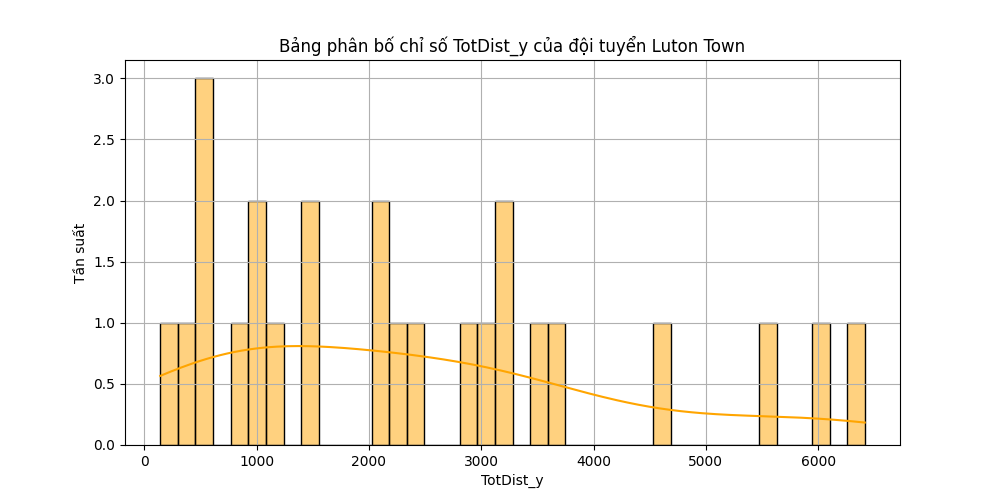 Bảng phân bố chỉ số TotDist_y của đội tuyển Luton Town
3.0
2.5
2.0
1.5
1.0
0.5
0.0
Tần suất
0 1000 2000 3000 4000 5000 6000
TotDist_y